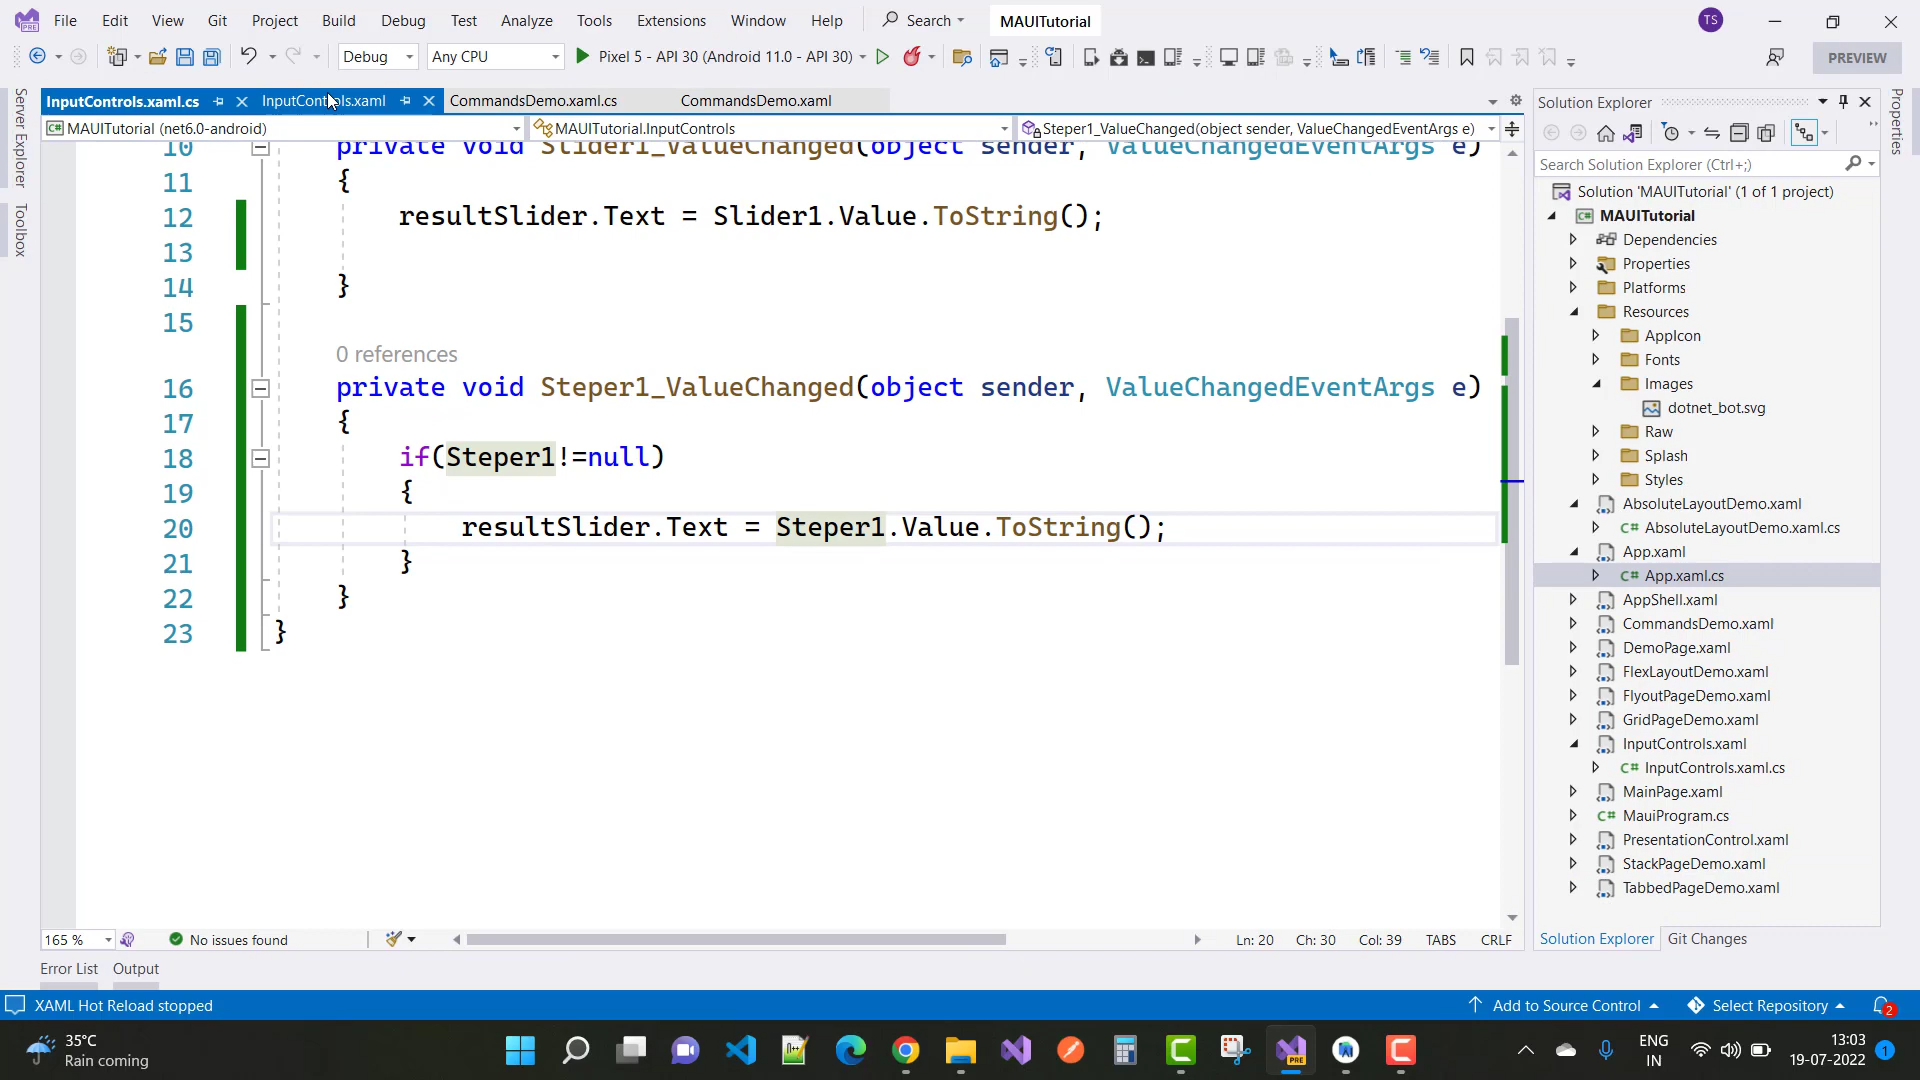 File Edit View Git Project Build Debug Test Analyze Tools Extensions Window Help Search MAUITutorial TS
Debug Any CPU Pixel 5 - API 30 (Android 11.0 - API 30) PREVIEW
InputControls.xaml.cs InputControls.xaml CommandsDemo.xaml.cs CommandsDemo.xaml
MAUITutorial (net6.0-android) MAUITutorial.InputControls Steper1_ValueChanged(object sender, ValueChangedEventArgs e)
Server Explorer
Toolbox
10 private void Slider1_ValueChanged(object sender, ValueChangedEventArgs e)
11 {
12 resultSlider.Text = Slider1.Value.ToString();
13
14 }
15
0 references
16 private void Steper1_ValueChanged(object sender, ValueChangedEventArgs e)
17 {
18 if(Steper1!=null)
19 {
20 resultSlider.Text = Steper1.Value.ToString();
21 }
22 }
23 }
165 % No issues found Ln: 20 Ch: 30 Col: 39 TABS CRLF
Error List Output
Solution Explorer
Properties
Search Solution Explorer (Ctrl+;)
Solution 'MAUITutorial' (1 of 1 project)
C# MAUITutorial
Dependencies
Properties
Platforms
Resources
AppIcon
Fonts
Images
dotnet_bot.svg
Raw
Splash
Styles
AbsoluteLayoutDemo.xaml
C# AbsoluteLayoutDemo.xaml.cs
App.xaml
C# App.xaml.cs
AppShell.xaml
CommandsDemo.xaml
DemoPage.xaml
FlexLayoutDemo.xaml
FlyoutPageDemo.xaml
GridPageDemo.xaml
InputControls.xaml
C# InputControls.xaml.cs
MainPage.xaml
C# MauiProgram.cs
PresentationControl.xaml
StackPageDemo.xaml
TabbedPageDemo.xaml
Solution Explorer Git Changes
XAML Hot Reload stopped Add to Source Control Select Repository 2
35°C
Rain coming
PRE
ENG
IN
13:03
19-07-2022
1